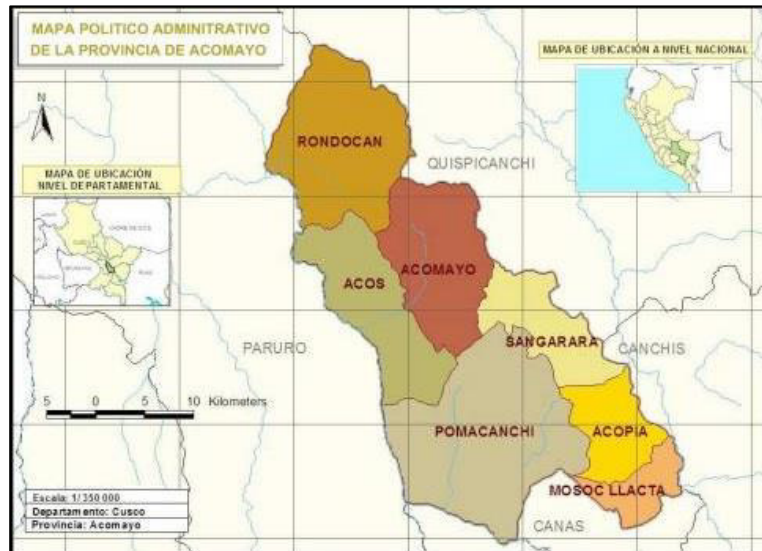 MAPA POLITICO ADMINITRATIVO
DE LA PROVINCIA DE ACOMAYO
MAPA DE UBICACIÓN A NIVEL NACIONAL
N
RONDOCAN
QUISPICANCHI
MAPA DE UBICACIÓN
NIVEL DEPARTAMENTAL
ACOMAYO
ACOS
SANGARARA
PARURO
CANCHIS
5 0 5 10 Kilometers
POMACANCHI
ACOPIA
MOSOC LLACTA
Escala: 1/350 000
Departamento: Cusco
Provincia: Acomayo
CANAS